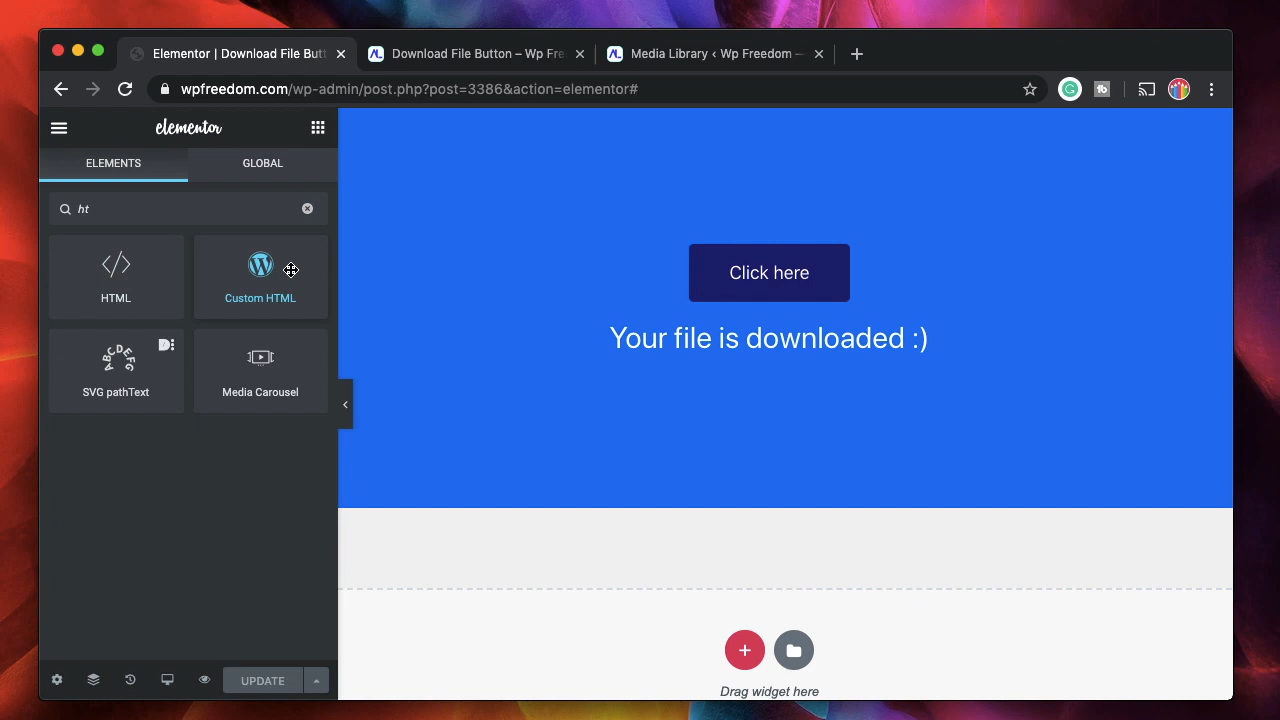 Elementor | Download File But
Download File Button – Wp Fre
Media Library ‹ Wp Freedom —
wpfreedom.com/wp-admin/post.php?post=3386&action=elementor#
elementor
ELEMENTS
GLOBAL
ht
HTML
Custom HTML
ABCDEFG
SVG pathText
Media Carousel
UPDATE
Click here
Your file is downloaded :)
Drag widget here